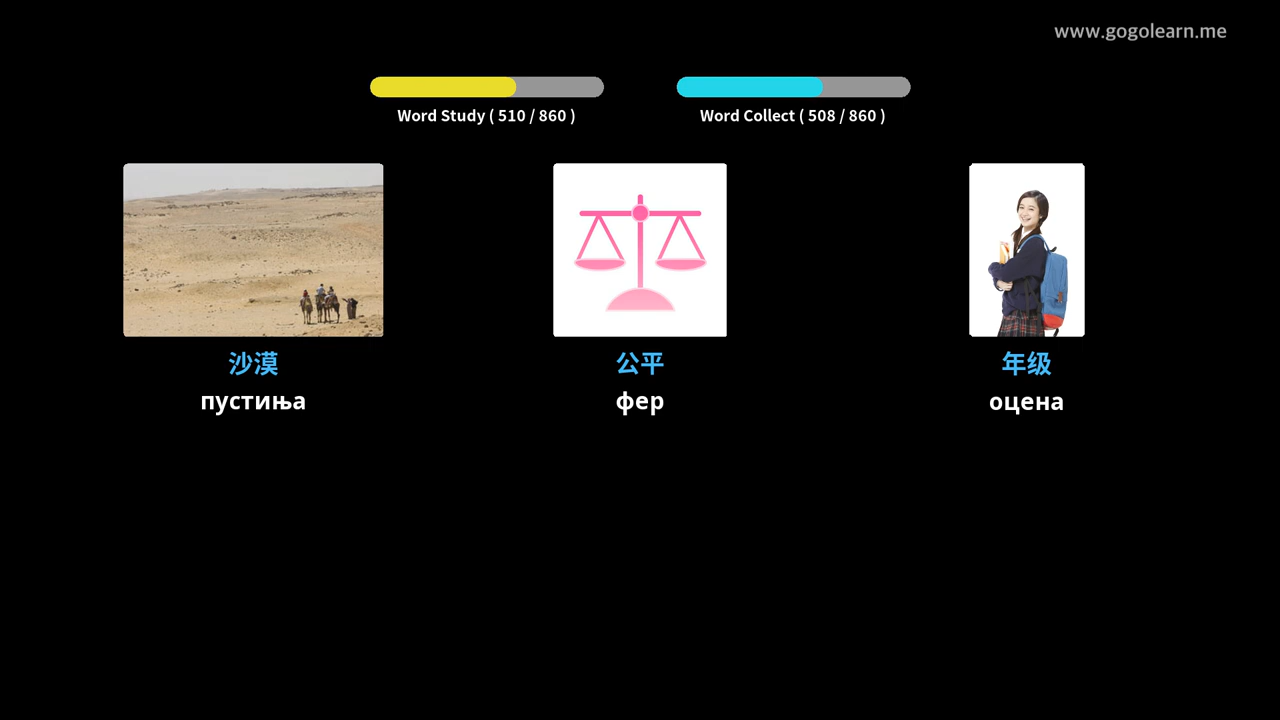 www.gogolearn.me
Word Study ( 510 / 860 )
Word Collect ( 508 / 860 )
沙漠
公平
年级
пустиња
фер
оцена